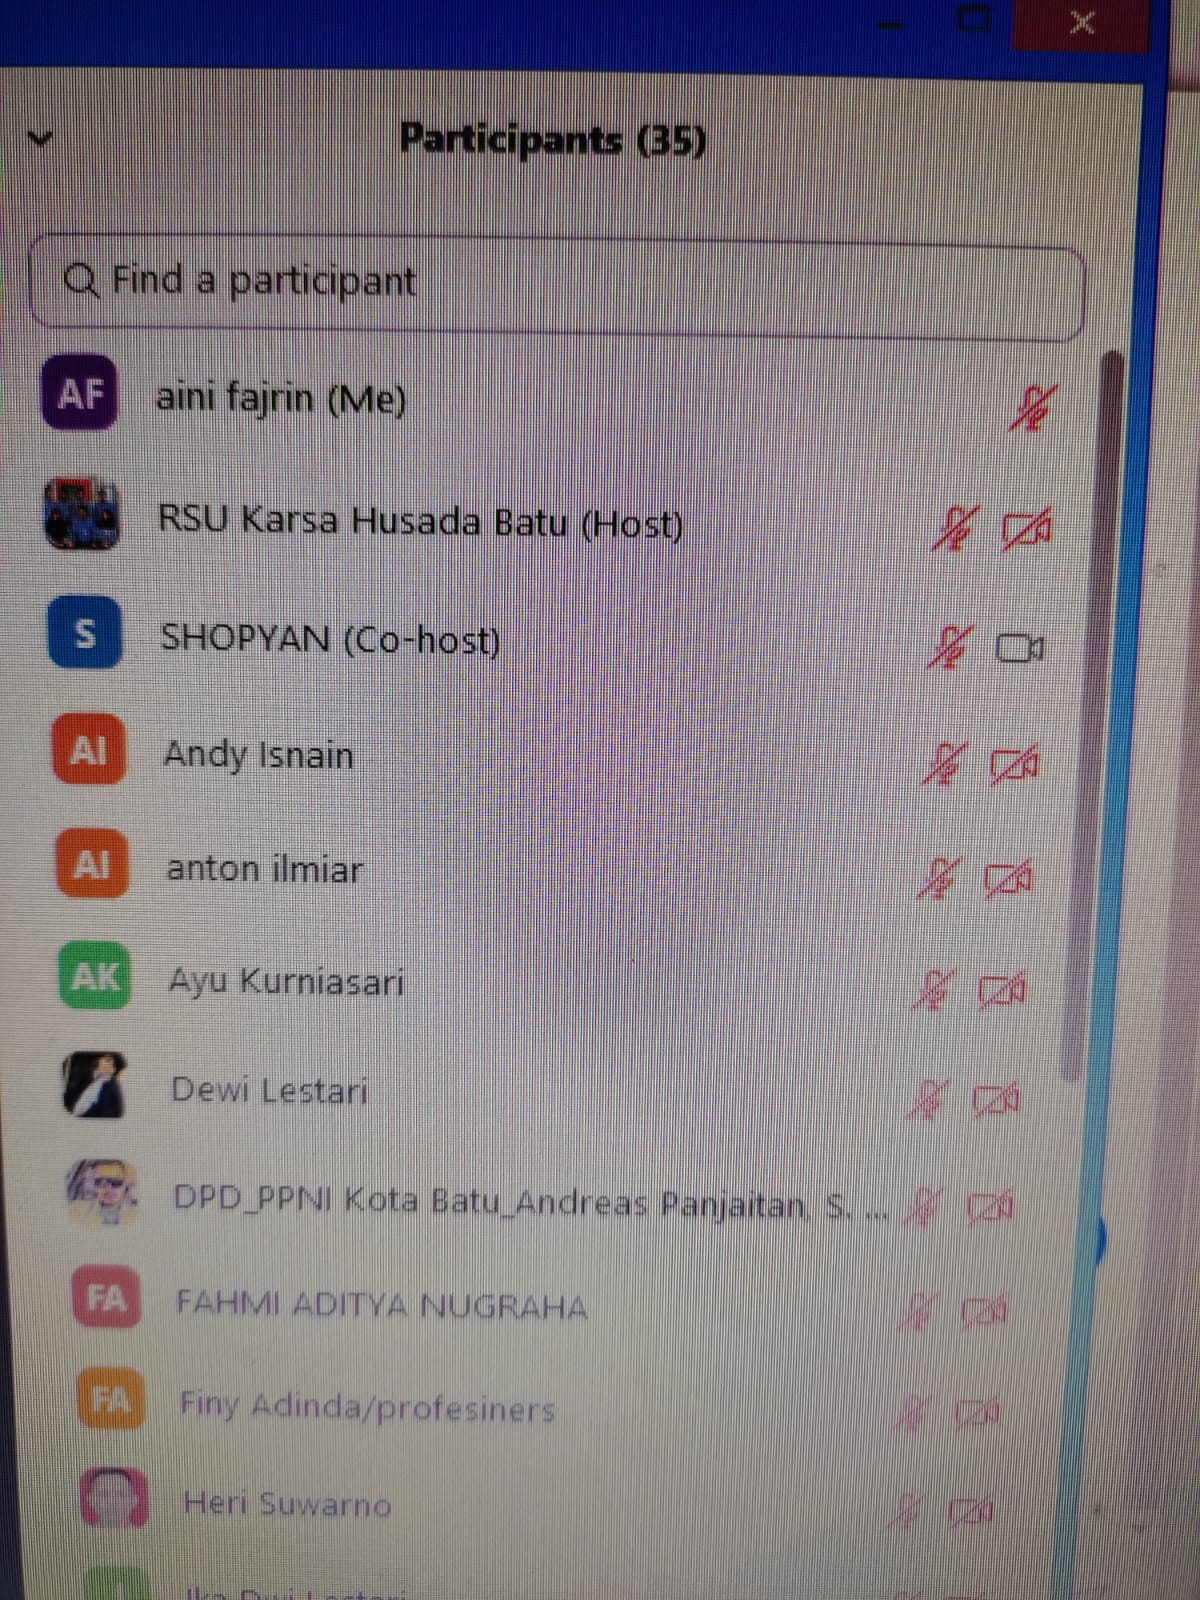 Participants (35)
Find a participant
AF aini fajrin (Me)
RSU Karsa Husada Batu (Host)
S SHOPYAN (Co-host)
AI Andy Isnain
AI anton ilmiar
AK Ayu Kurniasari
Dewi Lestari
DPD_PPNI Kota Batu_Andreas Panjaitan, S. ...
FA FAHMI ADITYA NUGRAHA
FA Finy Adinda/profesiners
Heri Suwarno